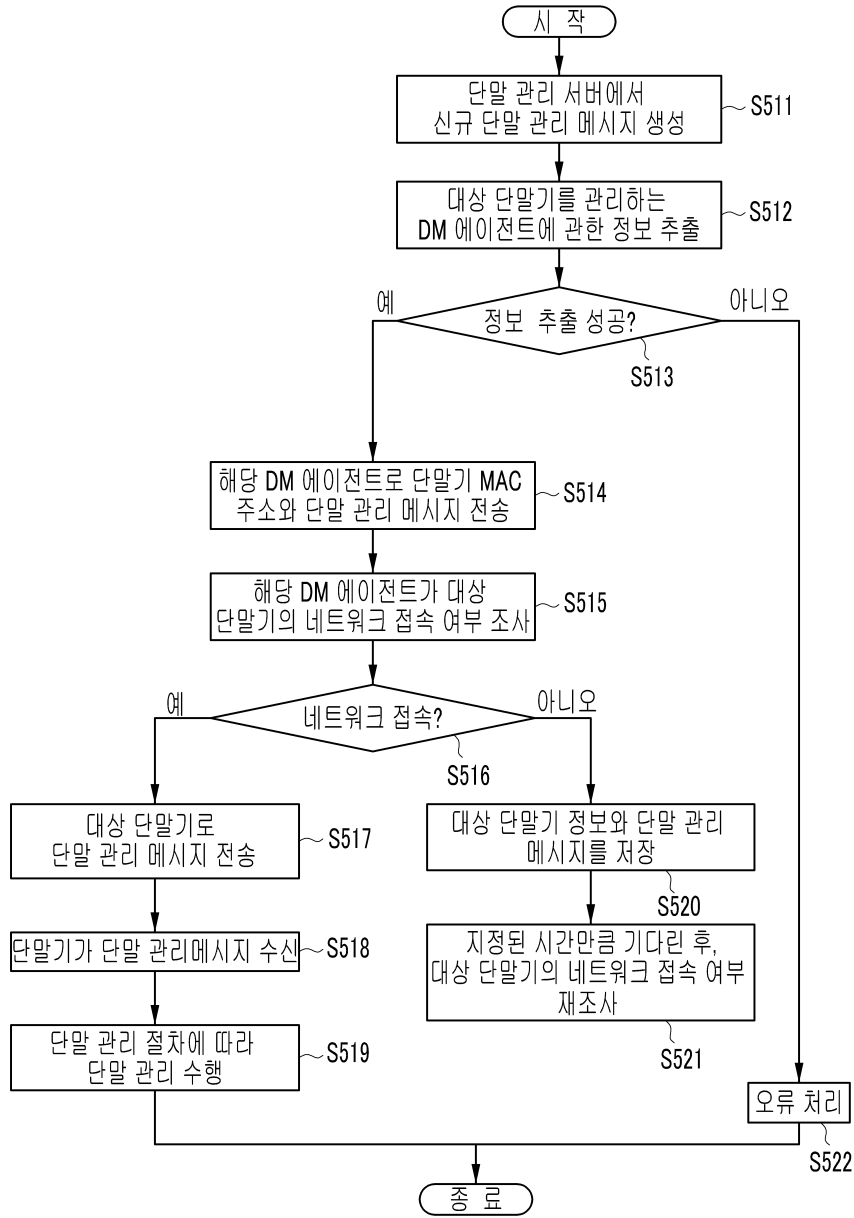 시 작
단말 관리 서버에서
신규 단말 관리 메시지 생성
S511
대상 단말기를 관리하는
DM 에이전트에 관한 정보 추출
S512
예
아니오
정보 추출 성공?
S513
해당 DM 에이전트로 단말기 MAC
주소와 단말 관리 메시지 전송
S514
해당 DM 에이전트가 대상
단말기의 네트워크 접속 여부 조사
S515
예
아니오
네트워크 접속?
S516
대상 단말기로
단말 관리 메시지 전송
S517
대상 단말기 정보와 단말 관리
메시지를 저장
S520
단말기가 단말 관리메시지 수신
S518
지정된 시간만큼 기다린 후,
대상 단말기의 네트워크 접속 여부
재조사
S521
단말 관리 절차에 따라
단말 관리 수행
S519
오류 처리
S522
종 료